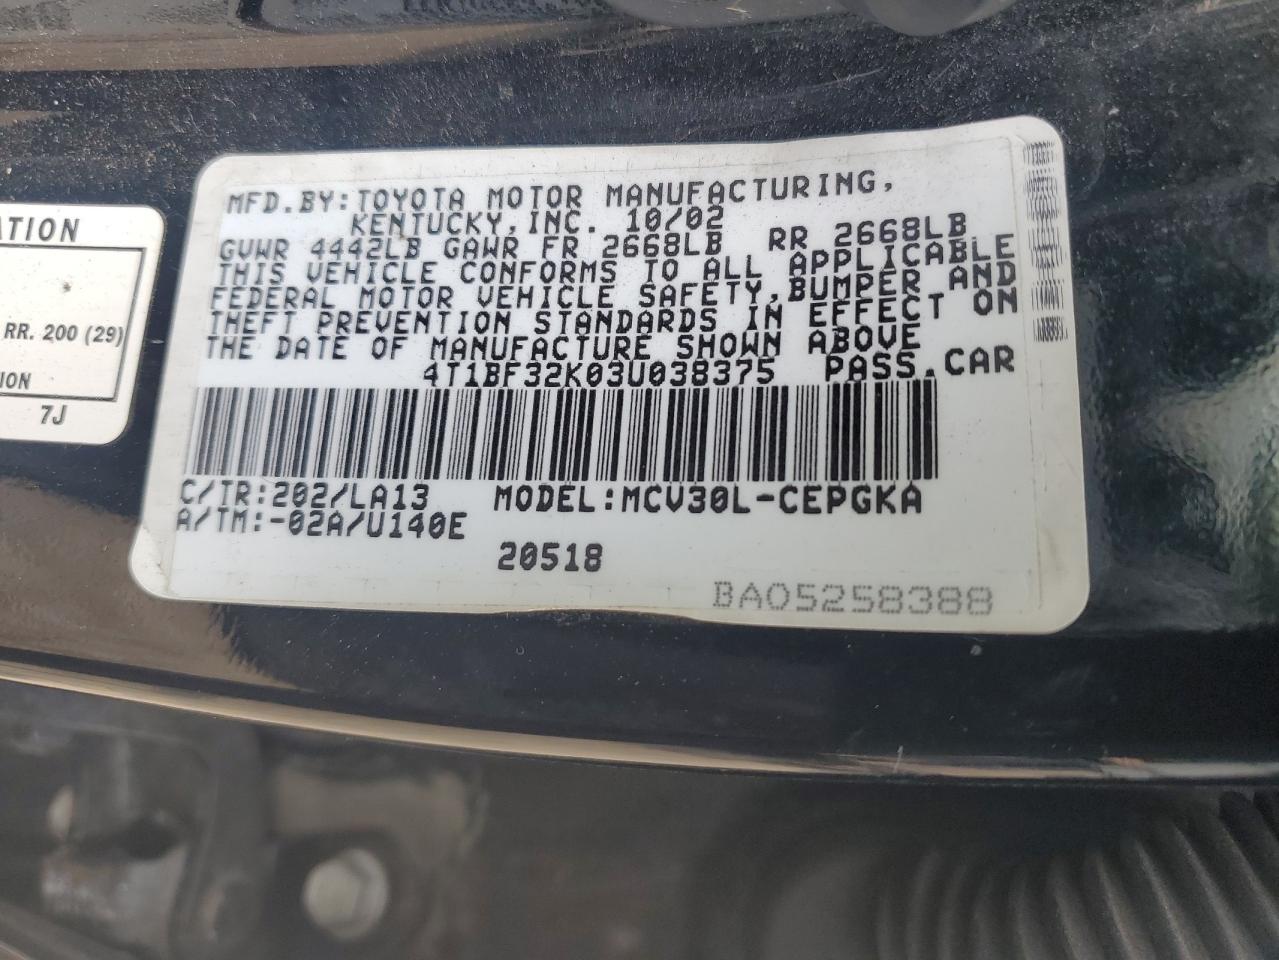 ATION
RR. 200 (29)
ION
7J
MFD.BY:TOYOTA MOTOR MANUFACTURING,
KENTUCKY,INC. 10/02
GVWR 4442LB GAWR FR 2668LB RR 2668LB
THIS VEHICLE CONFORMS TO ALL APPLICABLE
FEDERAL MOTOR VEHICLE SAFETY,BUMPER AND
THEFT PREVENTION STANDARDS IN EFFECT ON
THE DATE OF MANUFACTURE SHOWN ABOVE
4T1BF32K03U038375 PASS.CAR
C/TR:202/LA13 MODEL:MCV30L-CEPGKA
A/TM:-02A/U140E
20518
BA05258388